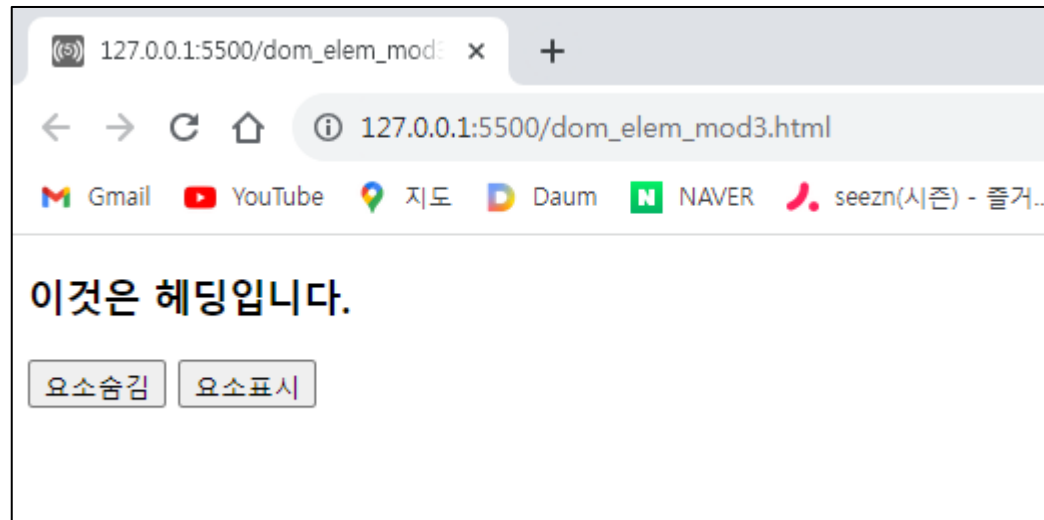 127.0.0.1:5500/dom_elem_mod3
127.0.0.1:5500/dom_elem_mod3.html
Gmail YouTube 지도 Daum NAVER seezn(시즌) - 즐거...
이것은 헤딩입니다.
요소숨김 요소표시